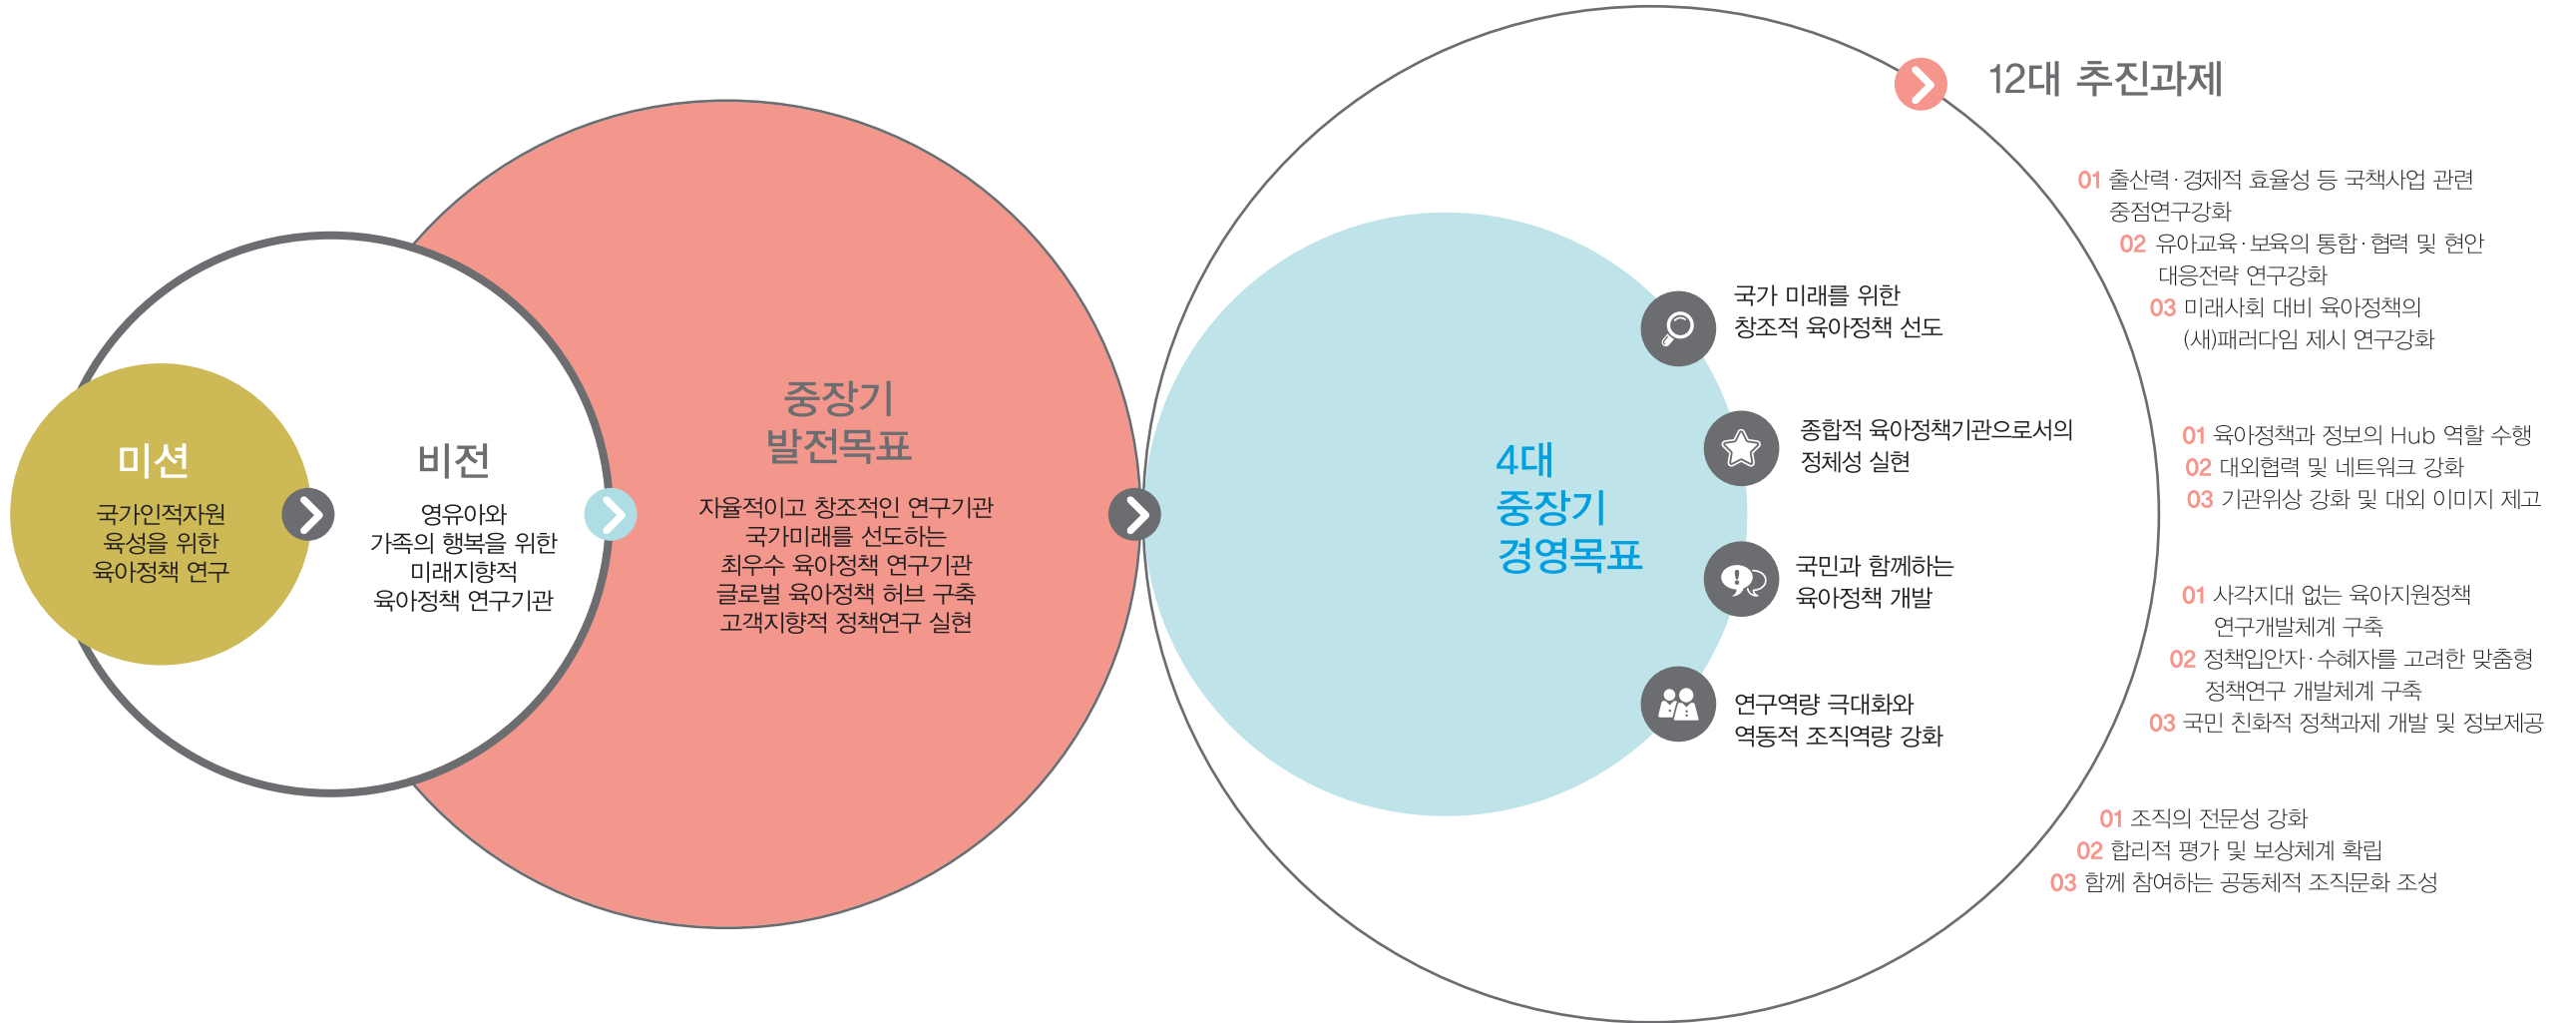 미션
국가인적자원
육성을 위한
육아정책 연구
비전
영유아와
가족의 행복을 위한
미래지향적
육아정책 연구기관
중장기
발전목표
자율적이고 창조적인 연구기관
국가미래를 선도하는
최우수 육아정책 연구기관
글로벌 육아정책 허브 구축
고객지향적 정책연구 실현
4대
중장기
경영목표
국가 미래를 위한
창조적 육아정책 선도
종합적 육아정책기관으로서의
정체성 실현
국민과 함께하는
육아정책 개발
연구역량 극대화와
역동적 조직역량 강화
12대 추진과제
01 출산력·경제적 효율성 등 국책사업 관련
중점연구강화
02 유아교육·보육의 통합·협력 및 현안
대응전략 연구강화
03 미래사회 대비 육아정책의
(새)패러다임 제시 연구강화
01 육아정책과 정보의 Hub 역할 수행
02 대외협력 및 네트워크 강화
03 기관위상 강화 및 대외 이미지 제고
01 사각지대 없는 육아지원정책
연구개발체계 구축
02 정책입안자·수혜자를 고려한 맞춤형
정책연구 개발체계 구축
03 국민 친화적 정책과제 개발 및 정보제공
01 조직의 전문성 강화
02 합리적 평가 및 보상체계 확립
03 함께 참여하는 공동체적 조직문화 조성